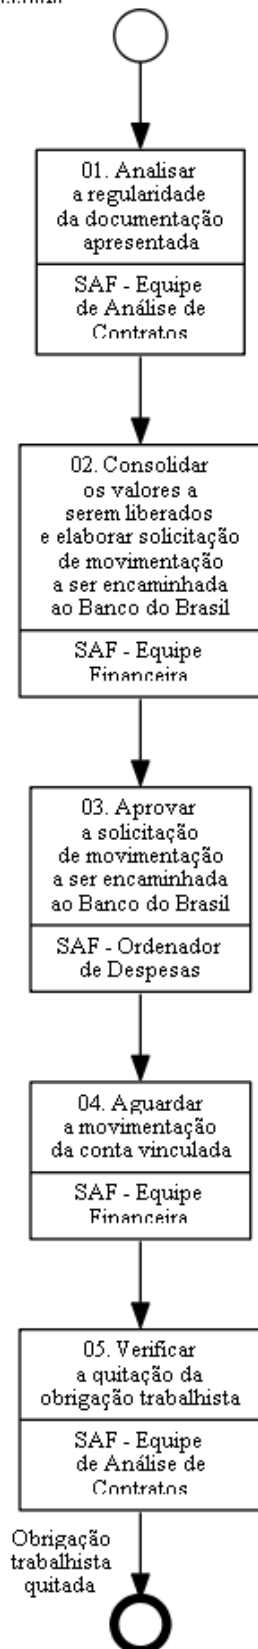 01. Analisar
a regularidade
da documentação
apresentada
SAF - Equipe
de Análise de
Contratos
02. Consolidar
os valores a
serem liberados
e elaborar solicitação
de movimentação
a ser encaminhada
ao Banco do Brasil
SAF - Equipe
Financeira
03. Aprovar
a solicitação
de movimentação
a ser encaminhada
ao Banco do Brasil
SAF - Ordenador
de Despesas
04. Aguardar
a movimentação
da conta vinculada
SAF - Equipe
Financeira
05. Verificar
a quitação da
obrigação trabalhista
SAF - Equipe
de Análise de
Contratos
Obrigação
trabalhista
quitada